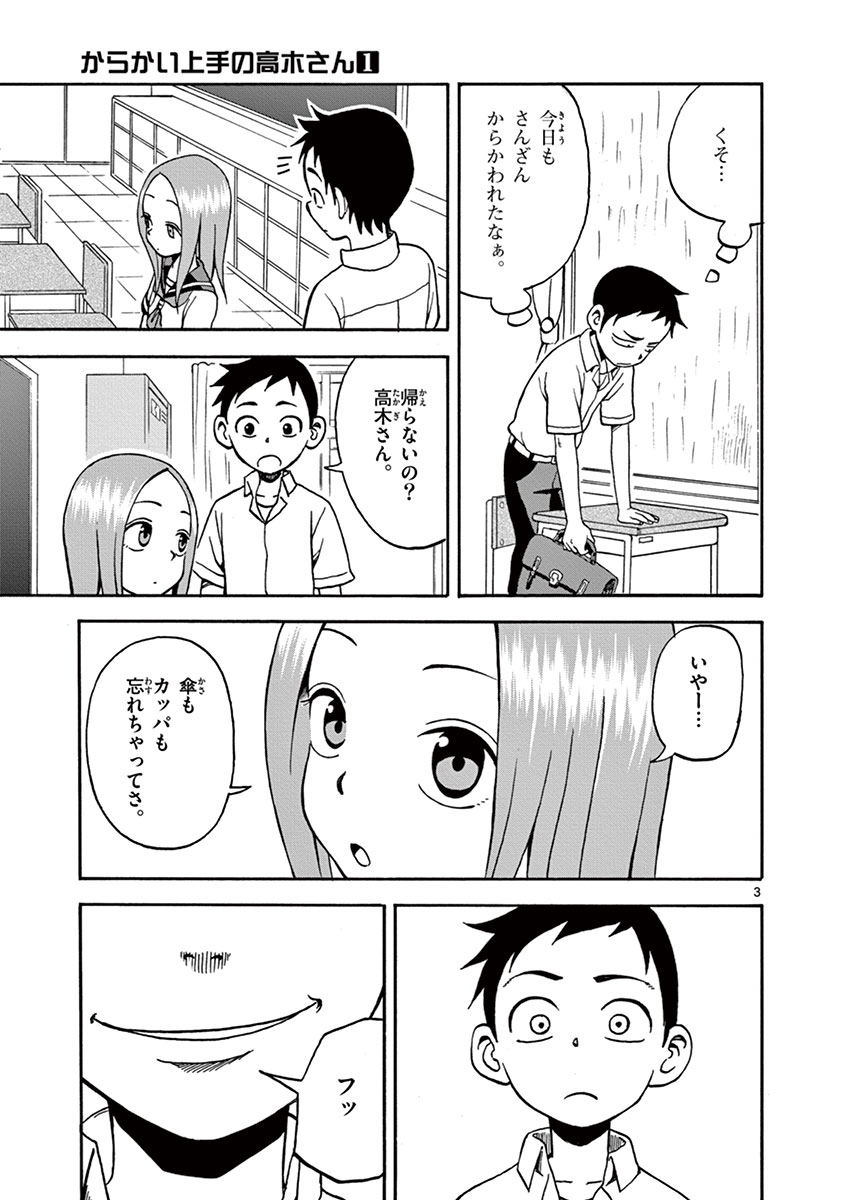 からかい上手の高木さん1
くそ…
今日も
さんざん
からかわれたなぁ。
帰らないの?
高木さん。
いやー…
傘も
カッパも
忘れちゃってさ。
3
フッ